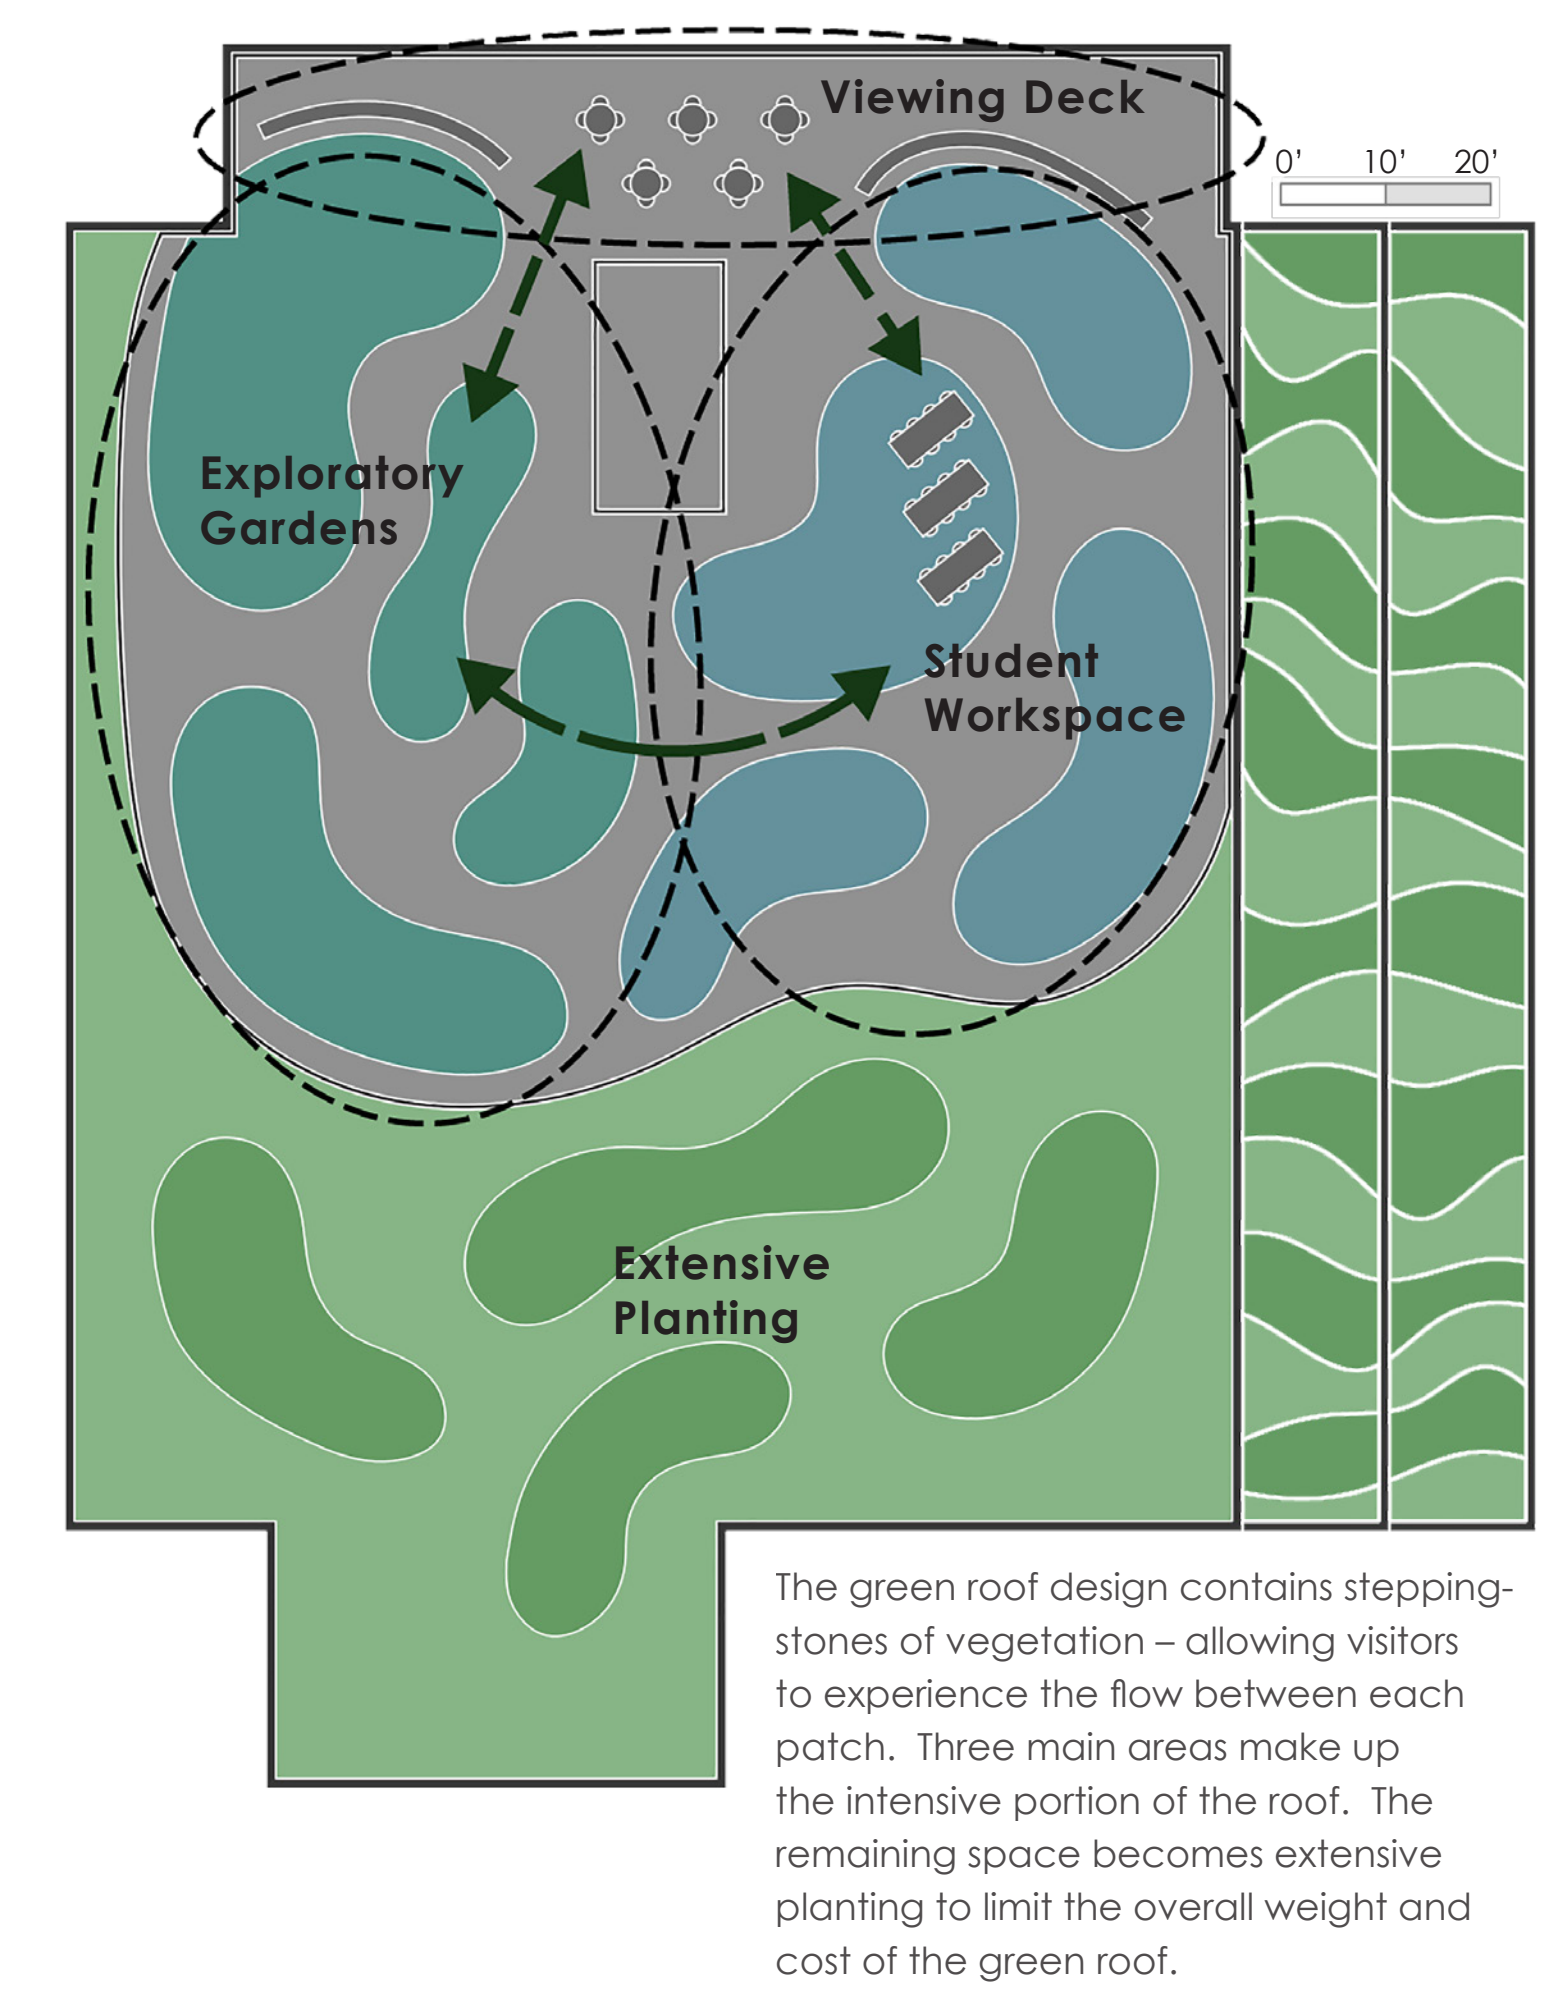 Viewing Deck
0’ 10’ 20’
Exploratory
Gardens
Student
Workspace
Extensive
Planting
The green roof design contains stepping-
stones of vegetation – allowing visitors
to experience the flow between each
patch.  Three main areas make up
the intensive portion of the roof.  The
remaining space becomes extensive
planting to limit the overall weight and
cost of the green roof.